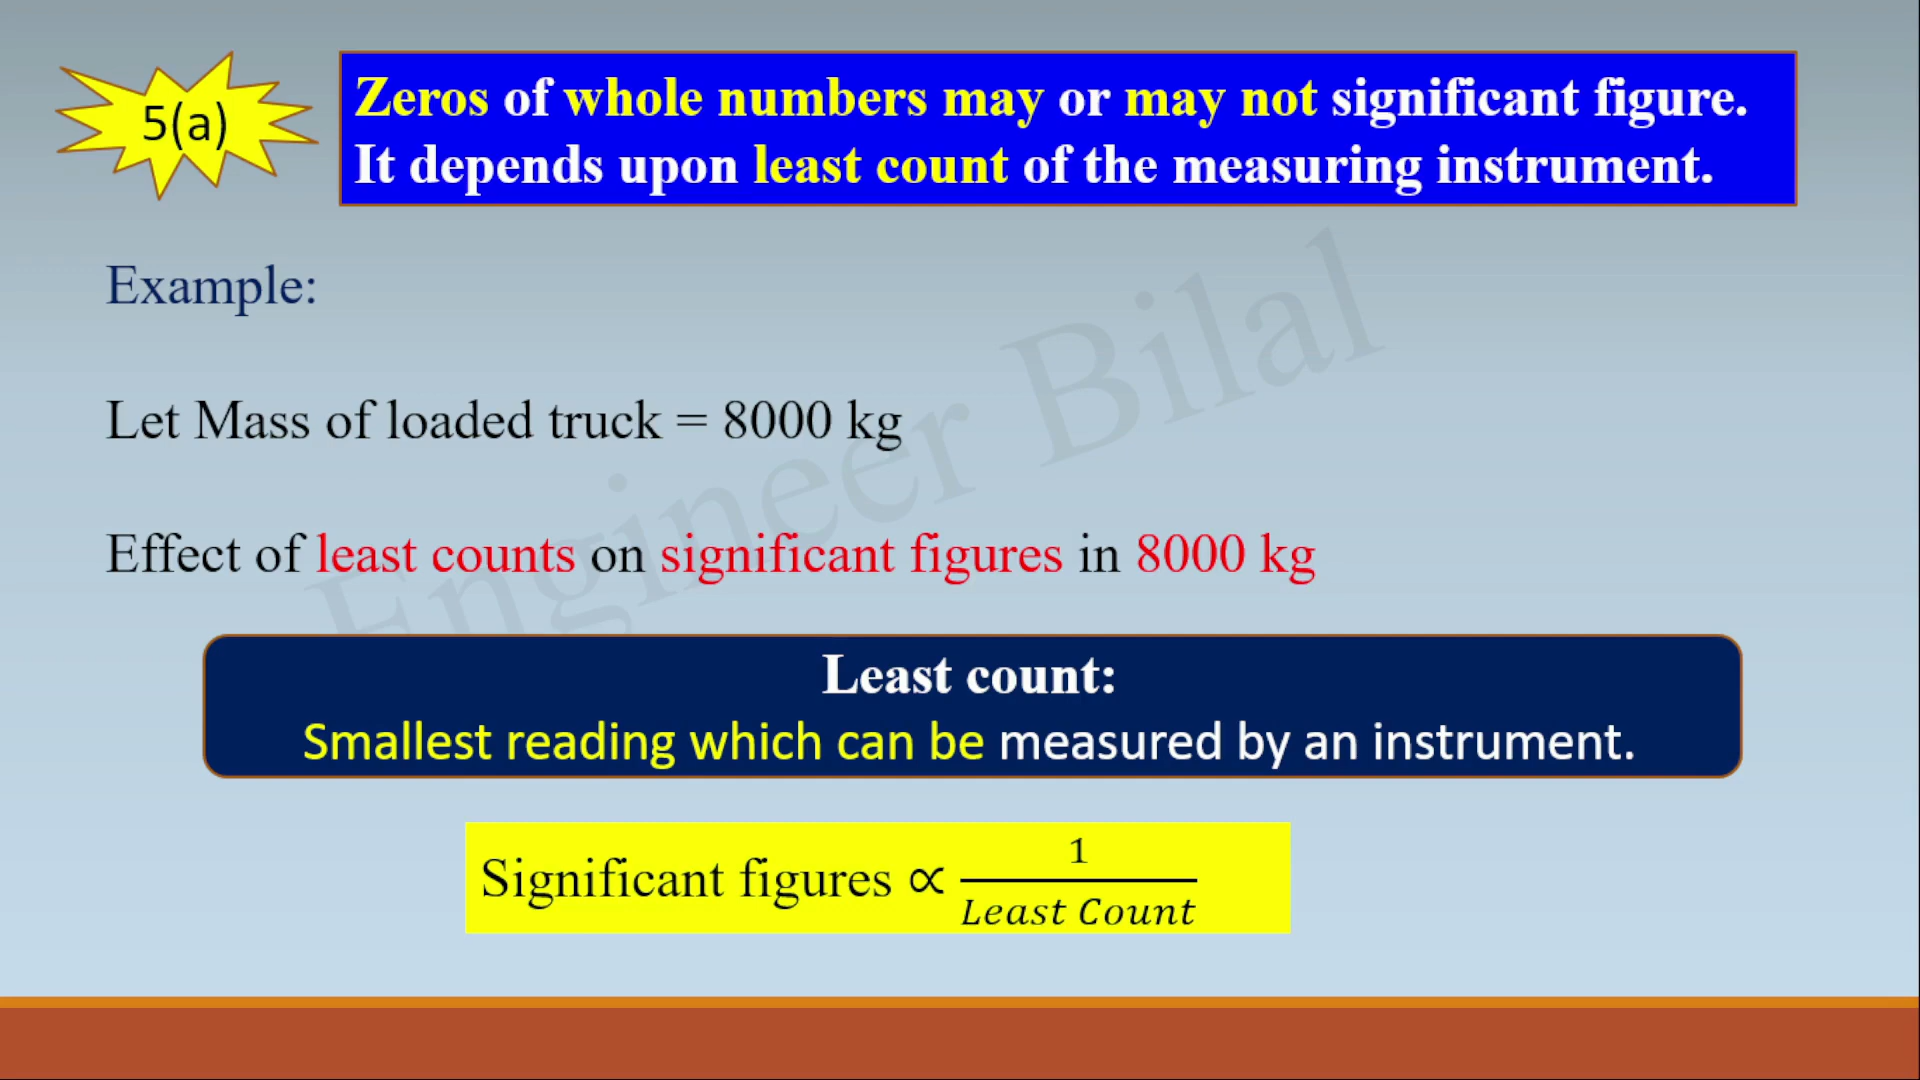 5(a)
Zeros of whole numbers may or may not significant figure.
It depends upon least count of the measuring instrument.
Example:
Let Mass of loaded truck = 8000 kg
Effect of least counts on significant figures in 8000 kg
Engineer Bilal
Least count:
Smallest reading which can be measured by an instrument.
Significant figures ∝ 1 / Least Count